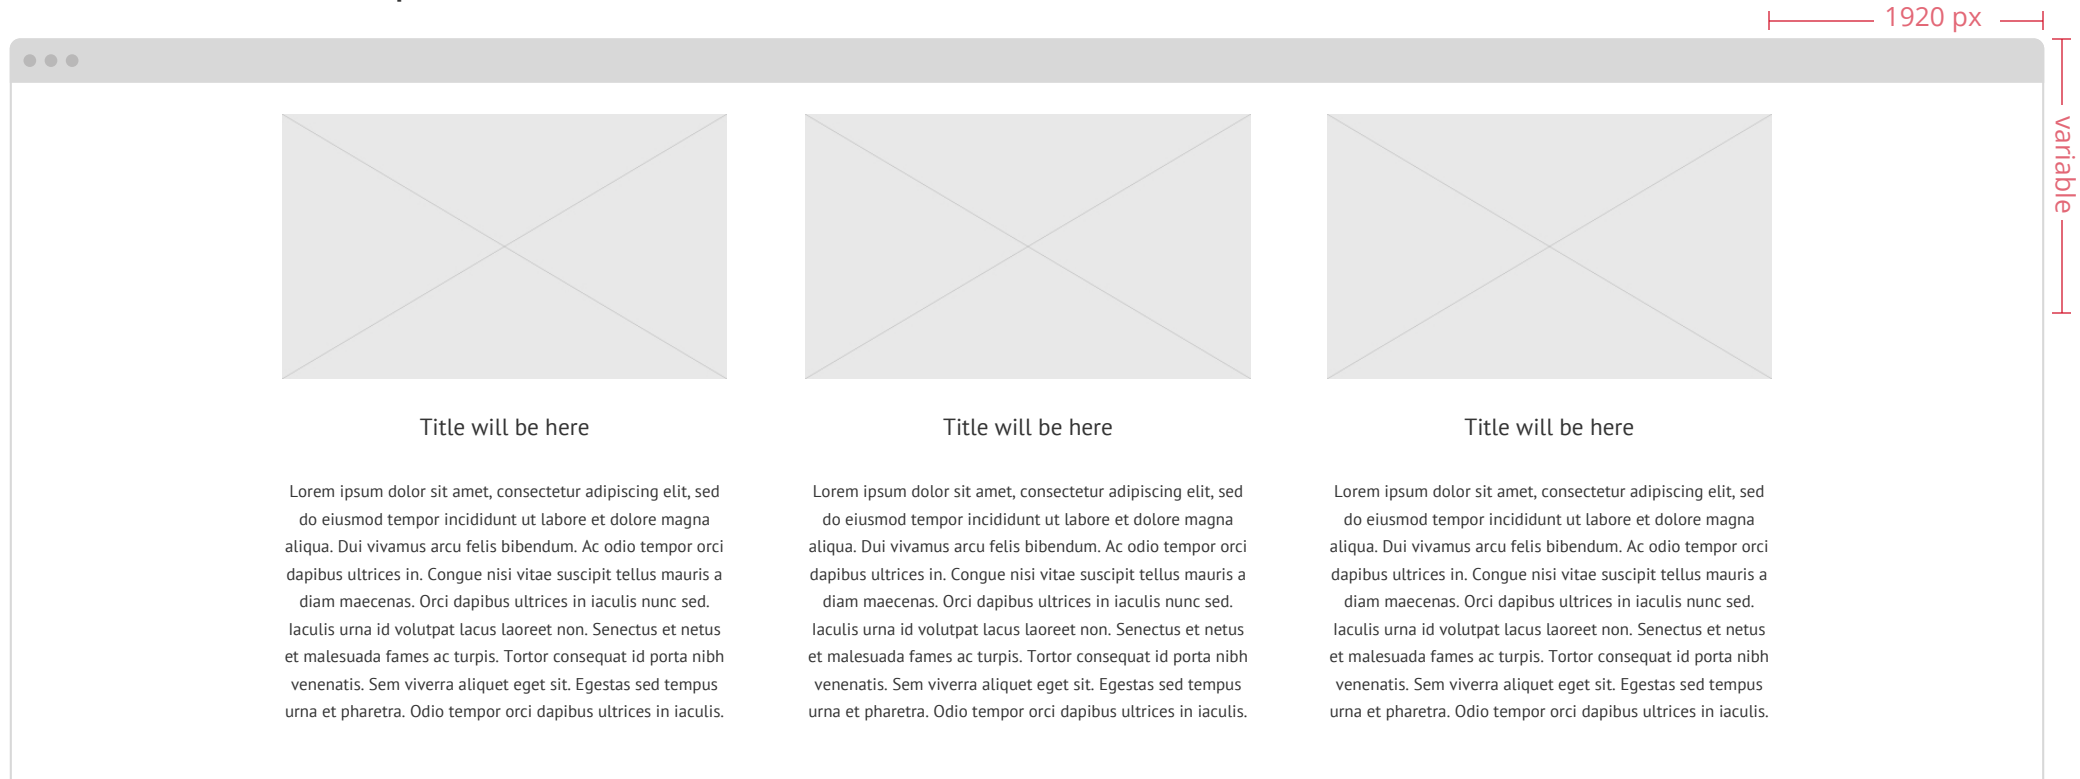 1920 px
variable
Title will be here
Lorem ipsum dolor sit amet, consectetur adipiscing elit, sed
do eiusmod tempor incididunt ut labore et dolore magna
aliqua. Dui vivamus arcu felis bibendum. Ac odio tempor orci
dapibus ultrices in. Congue nisi vitae suscipit tellus mauris a
diam maecenas. Orci dapibus ultrices in iaculis nunc sed.
Iaculis urna id volutpat lacus laoreet non. Senectus et netus
et malesuada fames ac turpis. Tortor consequat id porta nibh
venenatis. Sem viverra aliquet eget sit. Egestas sed tempus
urna et pharetra. Odio tempor orci dapibus ultrices in iaculis.
Title will be here
Lorem ipsum dolor sit amet, consectetur adipiscing elit, sed
do eiusmod tempor incididunt ut labore et dolore magna
aliqua. Dui vivamus arcu felis bibendum. Ac odio tempor orci
dapibus ultrices in. Congue nisi vitae suscipit tellus mauris a
diam maecenas. Orci dapibus ultrices in iaculis nunc sed.
Iaculis urna id volutpat lacus laoreet non. Senectus et netus
et malesuada fames ac turpis. Tortor consequat id porta nibh
venenatis. Sem viverra aliquet eget sit. Egestas sed tempus
urna et pharetra. Odio tempor orci dapibus ultrices in iaculis.
Title will be here
Lorem ipsum dolor sit amet, consectetur adipiscing elit, sed
do eiusmod tempor incididunt ut labore et dolore magna
aliqua. Dui vivamus arcu felis bibendum. Ac odio tempor orci
dapibus ultrices in. Congue nisi vitae suscipit tellus mauris a
diam maecenas. Orci dapibus ultrices in iaculis nunc sed.
Iaculis urna id volutpat lacus laoreet non. Senectus et netus
et malesuada fames ac turpis. Tortor consequat id porta nibh
venenatis. Sem viverra aliquet eget sit. Egestas sed tempus
urna et pharetra. Odio tempor orci dapibus ultrices in iaculis.